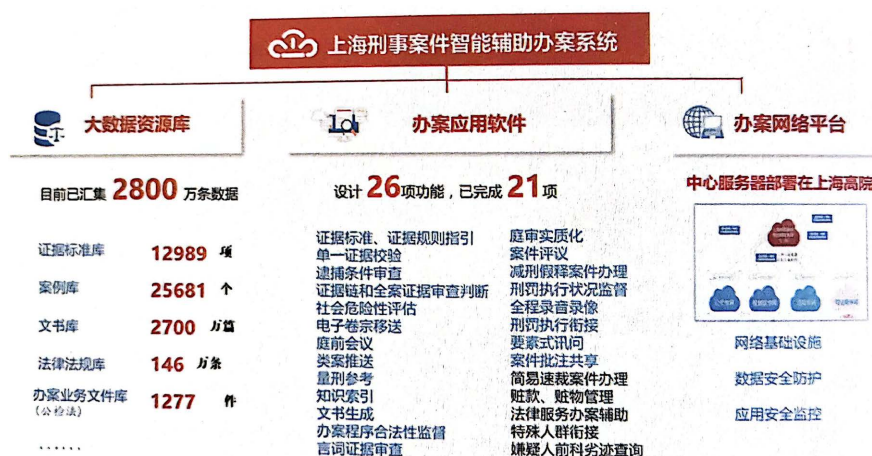 上海刑事案件智能辅助办案系统
大数据资源库
目前已汇集 2800 万条数据
证据标准库 12989 项
案例库 25681 个
文书库 2700 万篇
法律法规库 146 万条
办案业务文件库 1277 件
(公检法)
……
办案应用软件
设计 26项功能，已完成 21项
证据标准、证据规则指引
单一证据校验
逮捕条件审查
证据链和全案证据审查判断
社会危险性评估
电子卷宗移送
庭前会议
类案推送
量刑参考
知识索引
文书生成
办案程序合法性监督
言词证据审查
庭审实质化
案件评议
减刑假释案件办理
刑罚执行状况监督
全程录音录像
刑罚执行衔接
要素式讯问
案件批注共享
简易速裁案件办理
赃款、赃物管理
法律服务办案辅助
特殊人群衔接
嫌疑人前科劣迹查询
办案网络平台
中心服务器部署在上海高院
网络基础设施
数据安全防护
应用安全监控